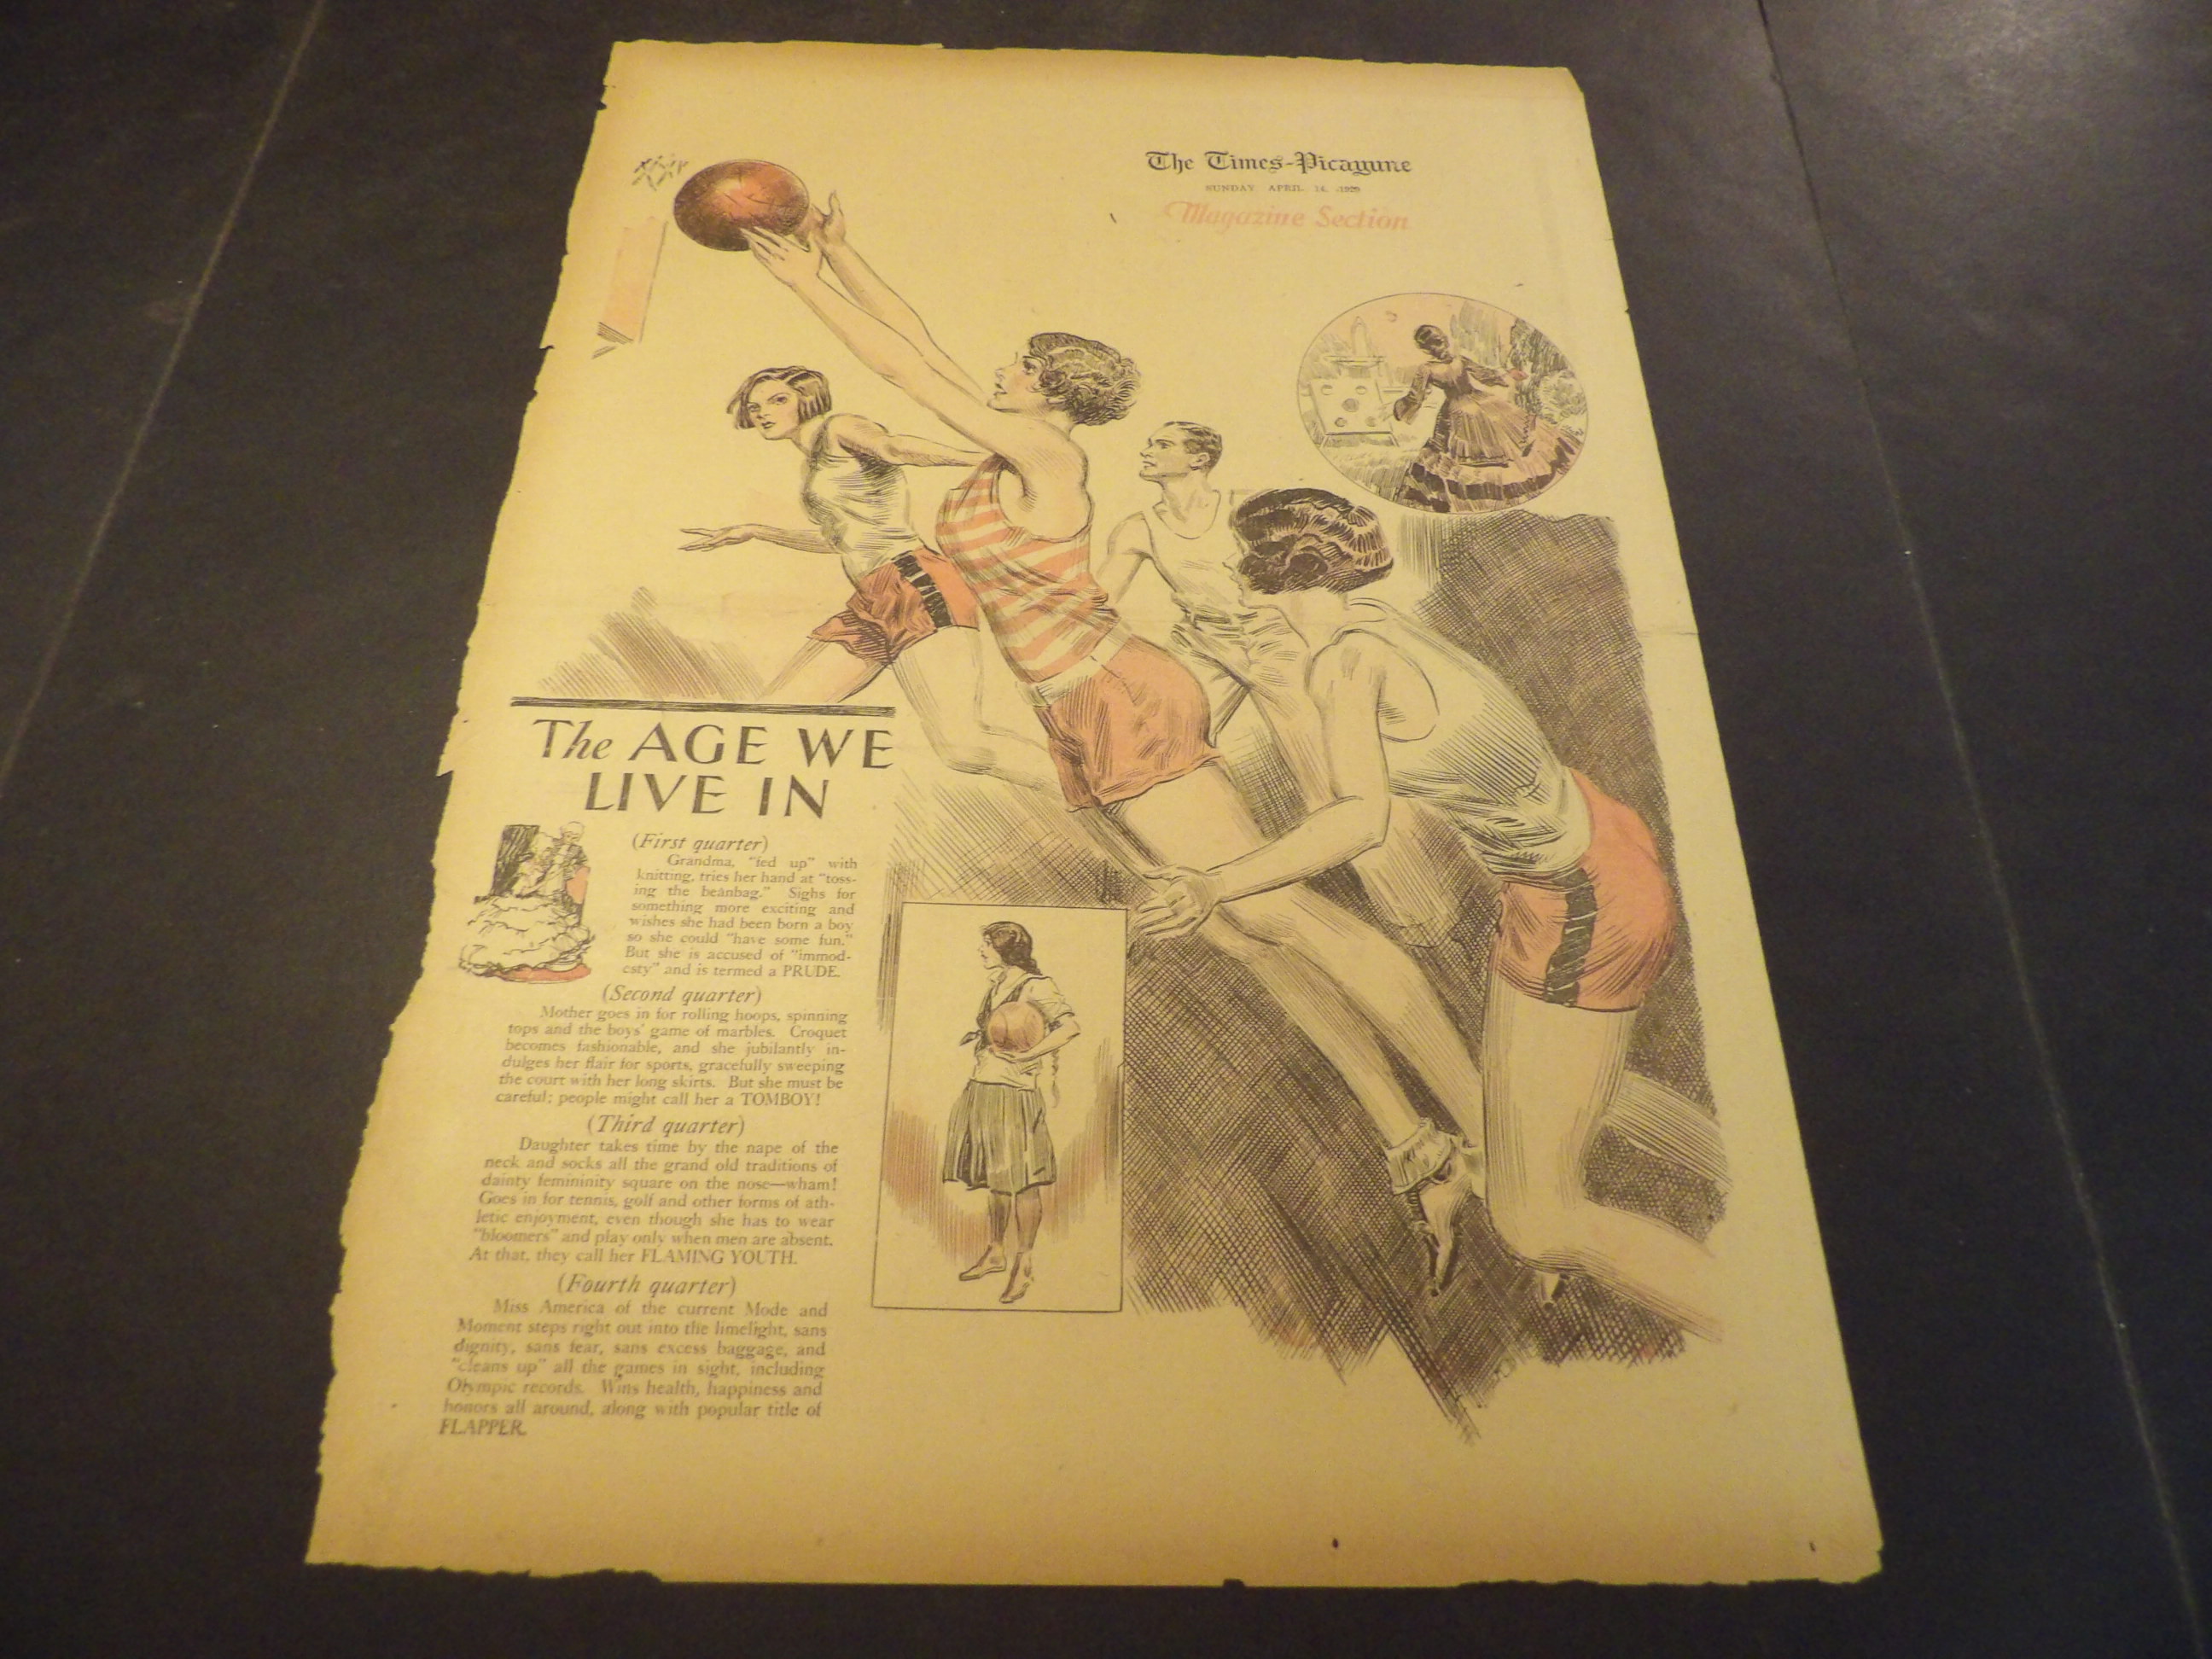 The Times-Picayune
SUNDAY APRIL 14, 1929
Magazine Section
The AGE WE
LIVE IN
(First quarter)
Grandma, "fed up" with
knitting, tries her hand at "toss-
ing the beanbag." Sighs for
something more exciting and
wishes she had been born a boy
so she could "have some fun."
But she is accused of "immod-
esty" and is termed a PRUDE.
(Second quarter)
Mother goes in for rolling hoops, spinning
tops and the boys' game of marbles. Croquet
becomes fashionable, and she jubilantly in-
dulges her flair for sports, gracefully sweeping
the court with her long skirts. But she must be
careful; people might call her a TOMBOY!
(Third quarter)
Daughter takes time by the nape of the
neck and socks all the grand old traditions of
dainty femininity square on the nose—wham!
Goes in for tennis, golf and other forms of ath-
letic enjoyment, even though she has to wear
"bloomers" and play only when men are absent.
At that, they call her FLAMING YOUTH.
(Fourth quarter)
Miss America of the current Mode and
Moment steps right out into the limelight, sans
dignity, sans fear, sans excess baggage, and
"cleans up" all the games in sight, including
Olympic records. Wins health, happiness and
honors all around, along with popular title of
FLAPPER.